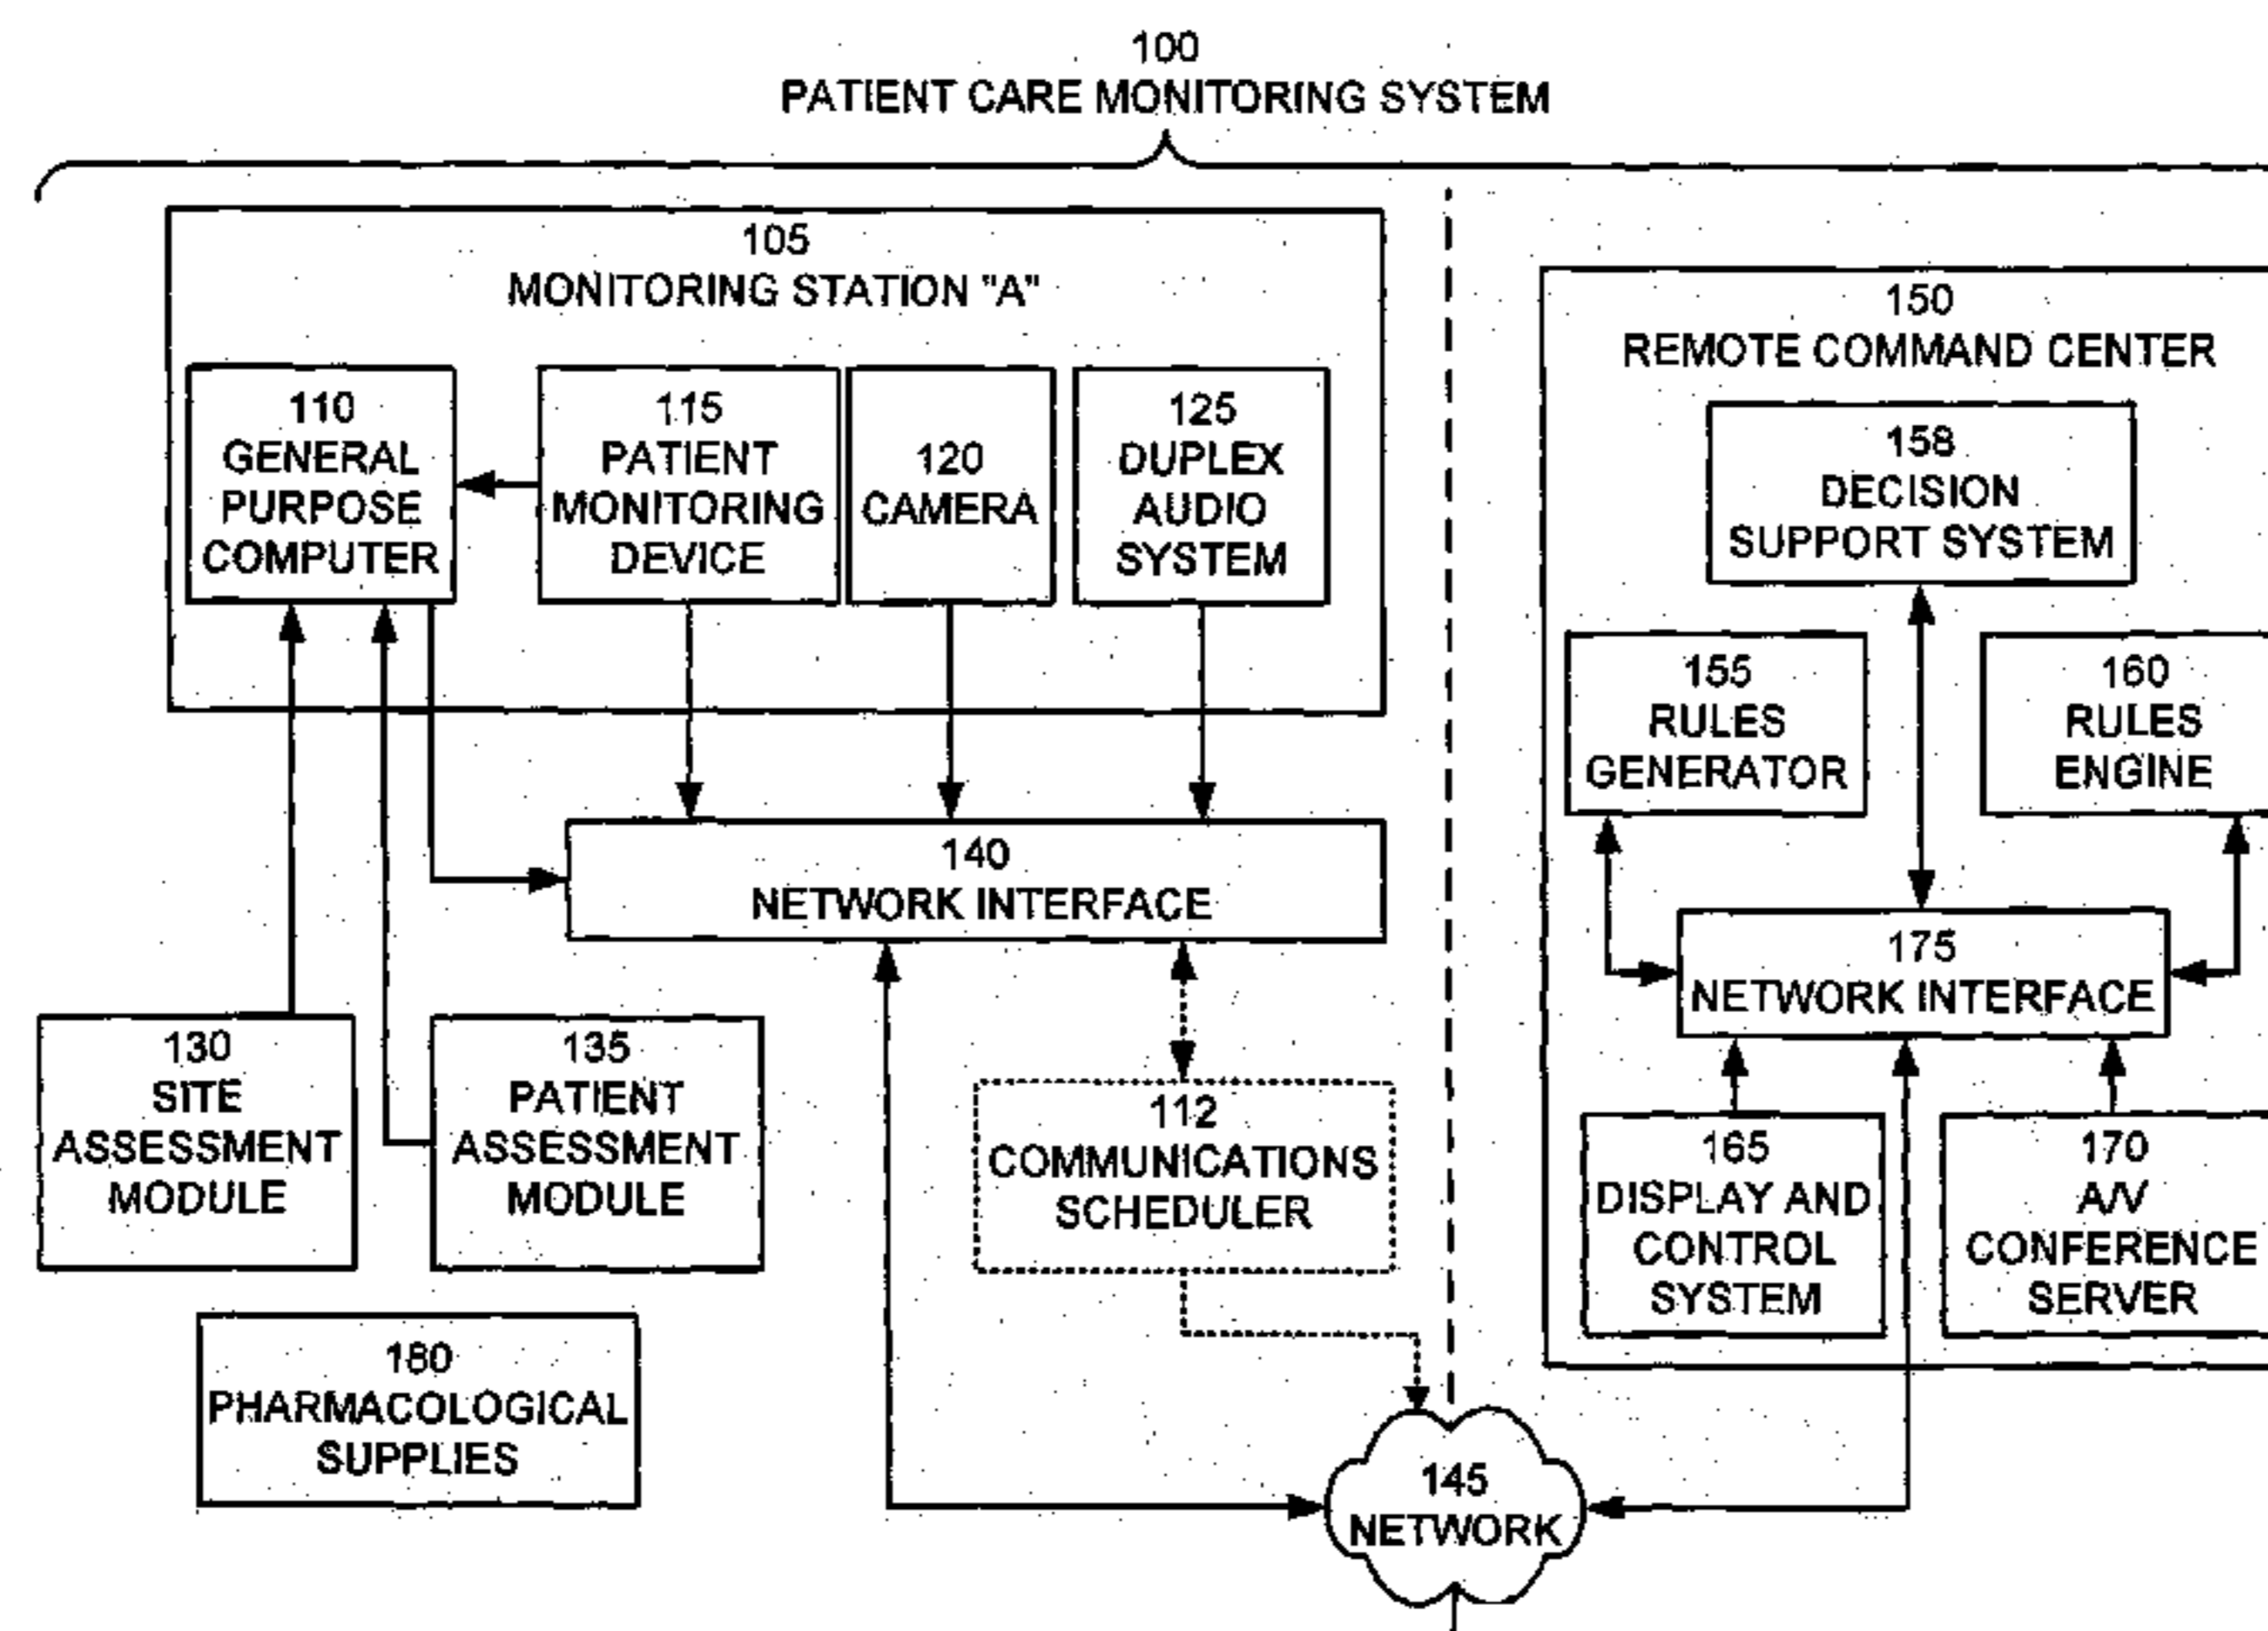 100
PATIENT CARE MONITORING SYSTEM
105
MONITORING STATION "A"
110
GENERAL
PURPOSE
COMPUTER
115
PATIENT
MONITORING
DEVICE
120
CAMERA
125
DUPLEX
AUDIO
SYSTEM
140
NETWORK INTERFACE
130
SITE
ASSESSMENT
MODULE
135
PATIENT
ASSESSMENT
MODULE
112
COMMUNICATIONS
SCHEDULER
180
PHARMACOLOGICAL
SUPPLIES
145
NETWORK
150
REMOTE COMMAND CENTER
158
DECISION
SUPPORT SYSTEM
155
RULES
GENERATOR
160
RULES
ENGINE
175
NETWORK INTERFACE
165
DISPLAY AND
CONTROL
SYSTEM
170
A/V
CONFERENCE
SERVER